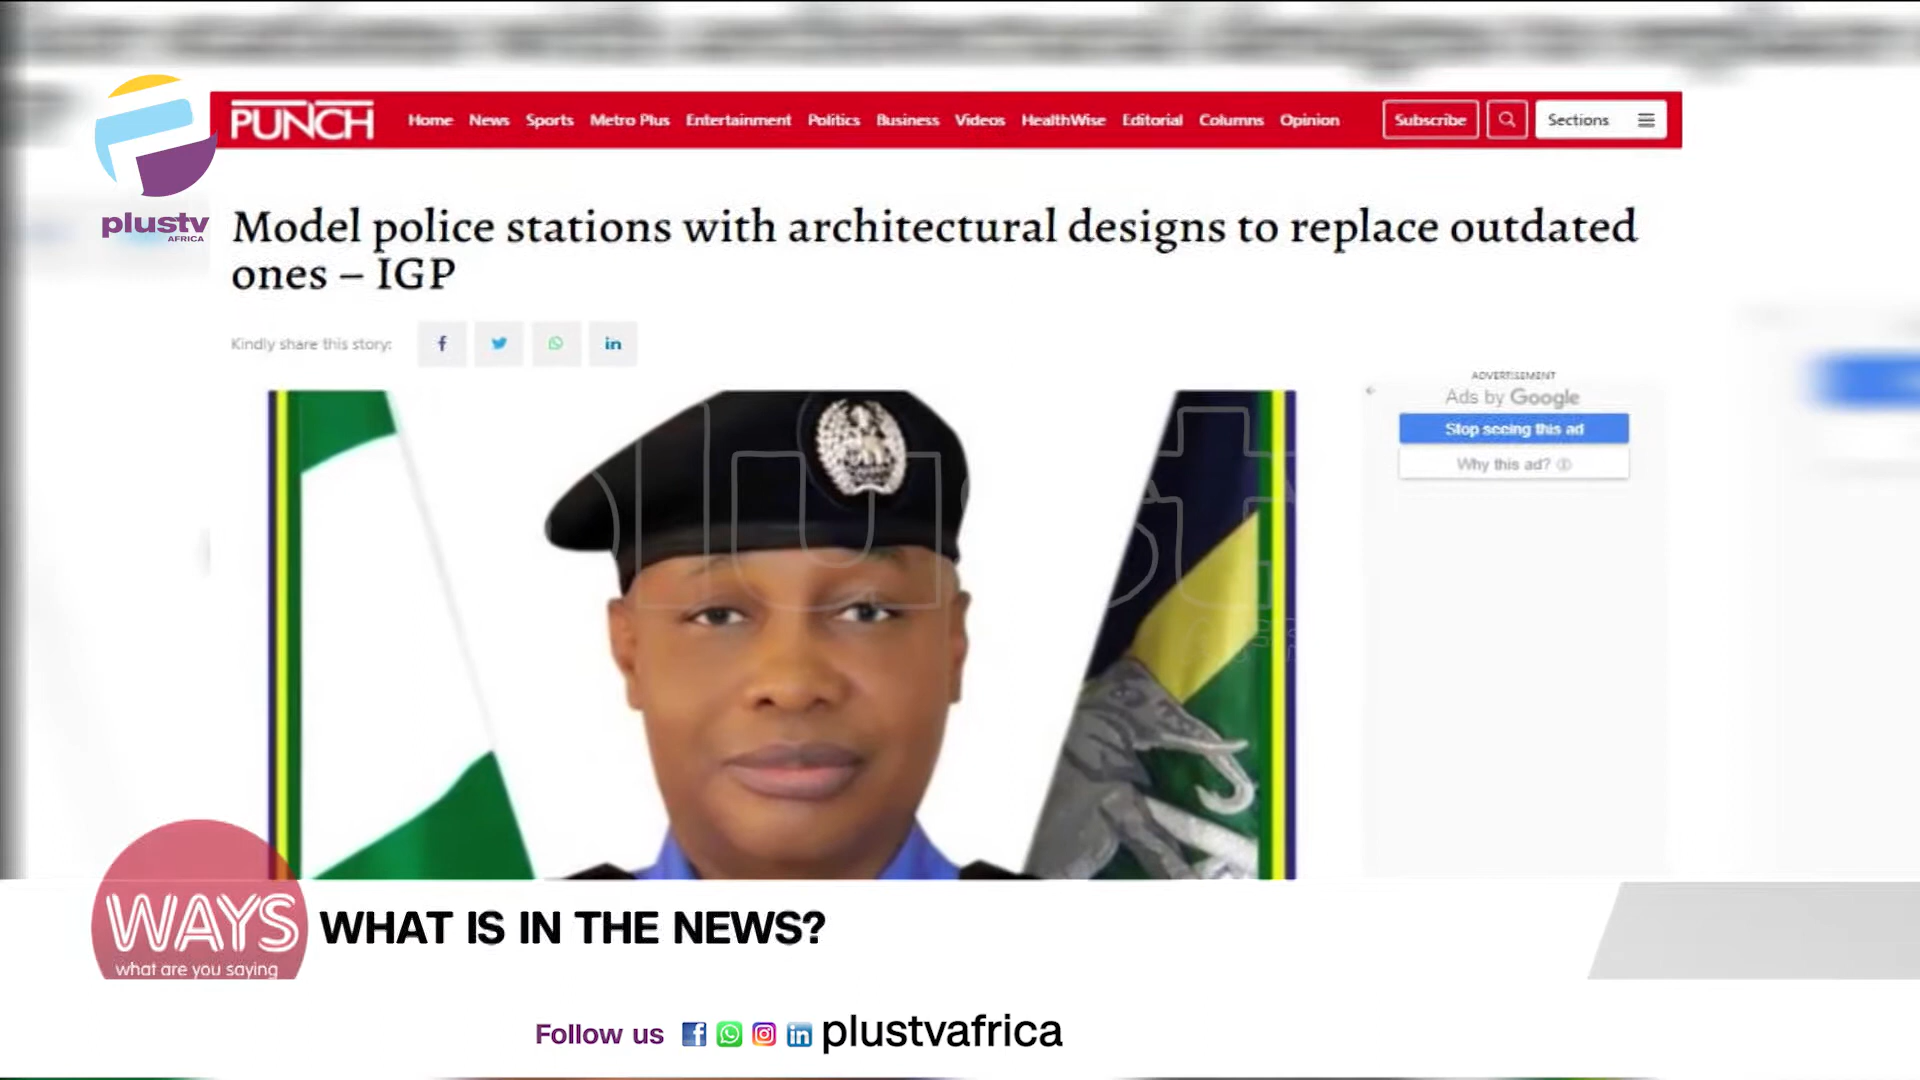 plustv
AFRICA
PUNCH
Home News Sports Metro Plus Entertainment Politics Business Videos HealthWise Editorial Columns Opinion Subscribe Sections
Model police stations with architectural designs to replace outdated
ones – IGP
Kindly share this story:
ADVERTISEMENT
Ads by Google
Stop seeing this ad
Why this ad?
WAYS
what are you saying
WHAT IS IN THE NEWS?
Follow us plustvafrica